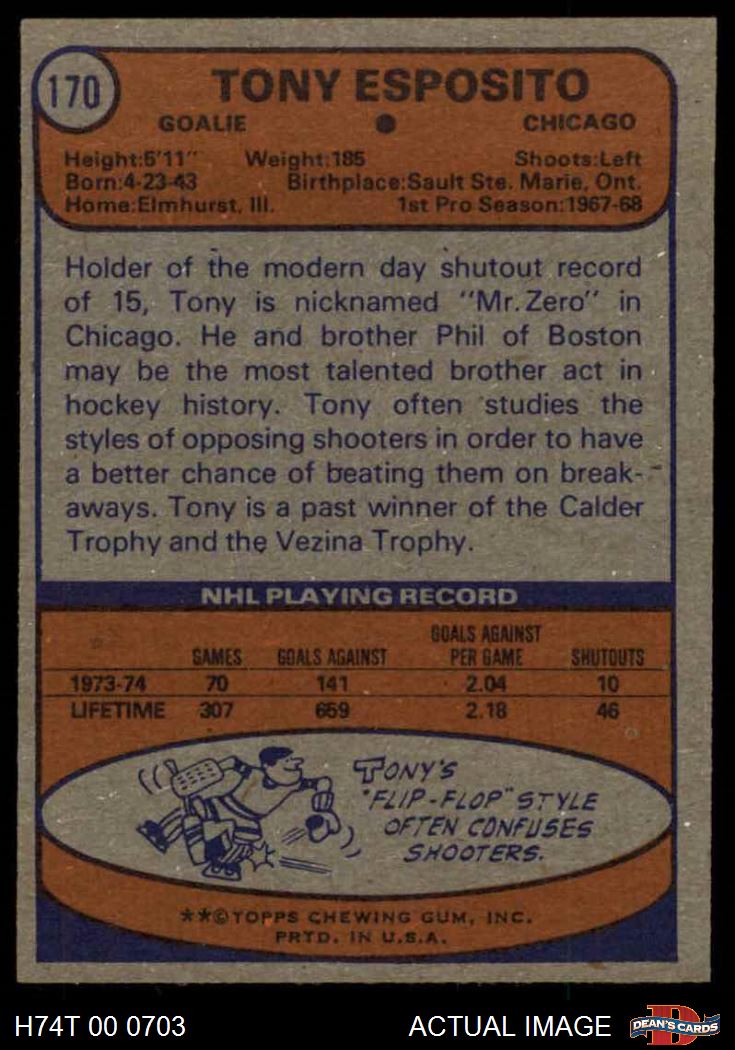 170
TONY ESPOSITO
GOALIE ● CHICAGO
Height:5'11" Weight:185 Shoots:Left
Born:4-23-43 Birthplace:Sault Ste. Marie, Ont.
Home:Elmhurst, Ill. 1st Pro Season:1967-68
Holder of the modern day shutout record
of 15, Tony is nicknamed "Mr. Zero" in
Chicago. He and brother Phil of Boston
may be the most talented brother act in
hockey history. Tony often studies the
styles of opposing shooters in order to have
a better chance of beating them on break-
aways. Tony is a past winner of the Calder
Trophy and the Vezina Trophy.
NHL PLAYING RECORD
GAMES GOALS AGAINST GOALS AGAINST PER GAME SHUTOUTS
1973-74 70 141 2.04 10
LIFETIME 307 659 2.18 46
TONY'S
"FLIP-FLOP" STYLE
OFTEN CONFUSES
SHOOTERS.
**©TOPPS CHEWING GUM, INC.
PRTD. IN U.S.A.
H74T 00 0703 ACTUAL IMAGE DEAN'S CARDS